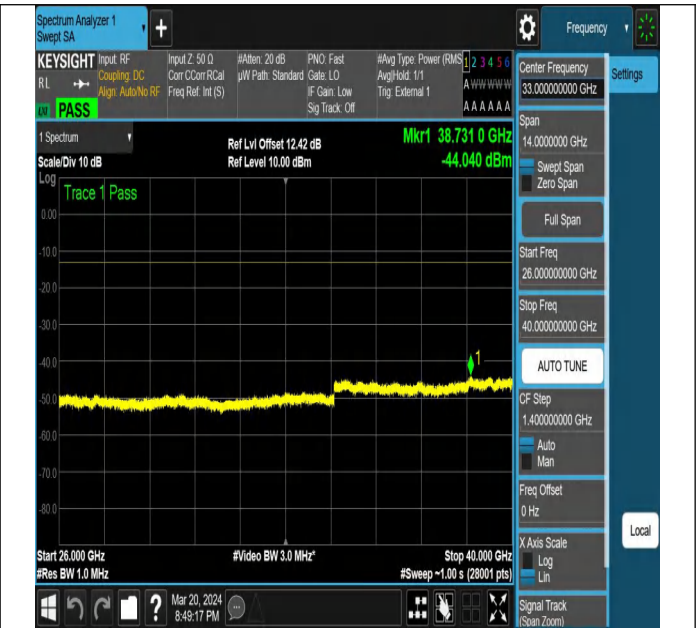 Spectrum Analyzer 1
Swept SA
+
Frequency
KEYSIGHT
RL
PASS
Input: RF
Coupling: DC
Align: Auto/No RF
Input Z: 50 Ω
Corr CCorr RCal
Freq Ref: Int (S)
#Atten: 20 dB
µW Path: Standard
PNO: Fast
Gate: LO
IF Gain: Low
Sig Track: Off
#Avg Type: Power (RMS
Avg|Hold: 1/1
Trig: External 1
1 2 3 4 5 6
A W W W W W
A A A A A A
Center Frequency
33.000000000 GHz
Settings
1 Spectrum
Scale/Div 10 dB
Ref Lvl Offset 12.42 dB
Ref Level 10.00 dBm
Mkr1 38.731 0 GHz
-44.040 dBm
Log
Trace 1 Pass
0.00
-10.0
-20.0
-30.0
-40.0
-50.0
-60.0
-70.0
-80.0
1
Start 26.000 GHz
#Res BW 1.0 MHz
#Video BW 3.0 MHz*
Stop 40.000 GHz
#Sweep ~1.00 s (28001 pts)
Span
14.0000000 GHz
Swept Span
Zero Span
Full Span
Start Freq
26.000000000 GHz
Stop Freq
40.000000000 GHz
AUTO TUNE
CF Step
1.400000000 GHz
Auto
Man
Freq Offset
0 Hz
X Axis Scale
Log
Lin
Signal Track
(Span Zoom)
Local
?
Mar 20, 2024
8:49:17 PM